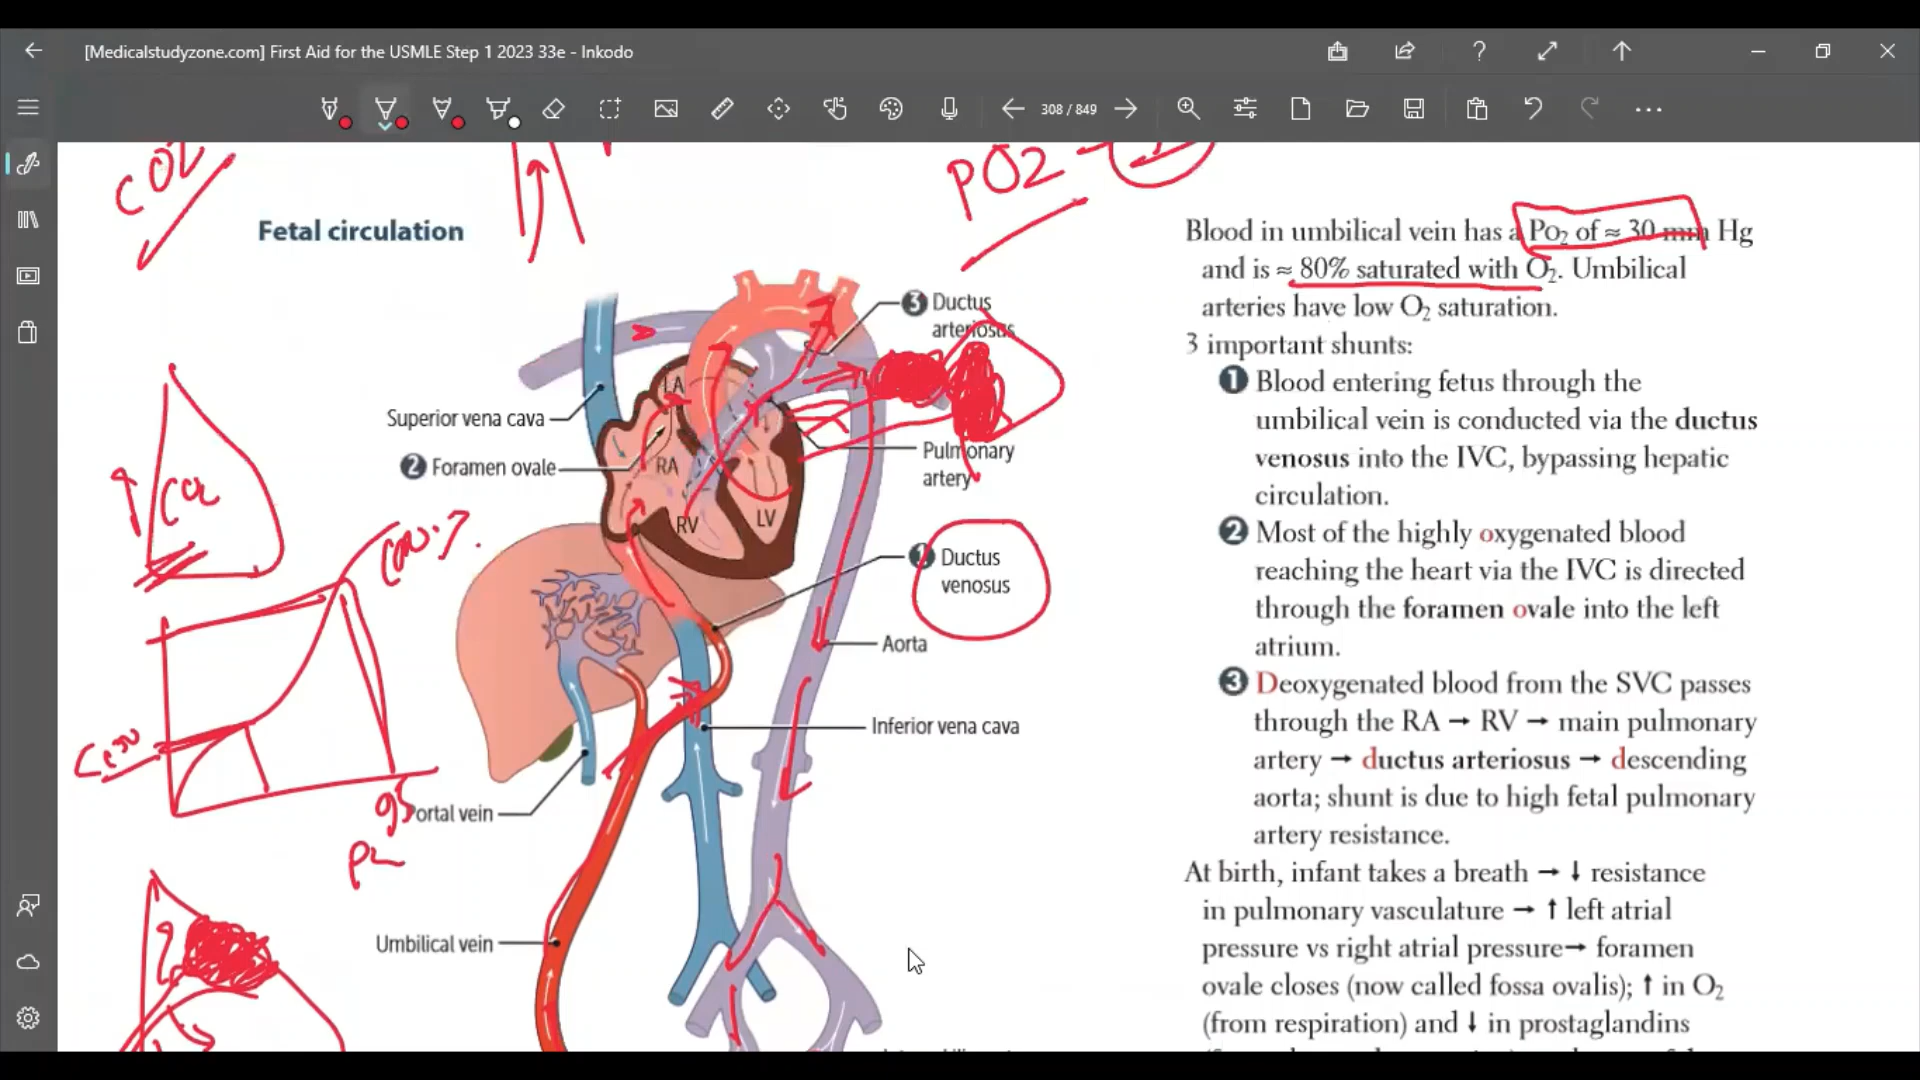 [Medicalstudyzone.com] First Aid for the USMLE Step 1 2023 33e - Inkodo
308 / 849
CO2
PO2
Fetal circulation
3 Ductus
arteriosus
LA
Superior vena cava
2 Foramen ovale
RA
Pulmonary
artery
RV
LV
1 Ductus
venosus
Aorta
Inferior vena cava
95
Portal vein
Umbilical vein
Blood in umbilical vein has a PO₂ of ≈ 30 mm Hg
and is ≈ 80% saturated with O₂. Umbilical
arteries have low O₂ saturation.
3 important shunts:
1 Blood entering fetus through the
umbilical vein is conducted via the ductus
venosus into the IVC, bypassing hepatic
circulation.
2 Most of the highly oxygenated blood
reaching the heart via the IVC is directed
through the foramen ovale into the left
atrium.
3 Deoxygenated blood from the SVC passes
through the RA → RV → main pulmonary
artery → ductus arteriosus → descending
aorta; shunt is due to high fetal pulmonary
artery resistance.
At birth, infant takes a breath → ↓ resistance
in pulmonary vasculature → ↑ left atrial
pressure vs right atrial pressure→ foramen
ovale closes (now called fossa ovalis); ↑ in O₂
(from respiration) and ↓ in prostaglandins